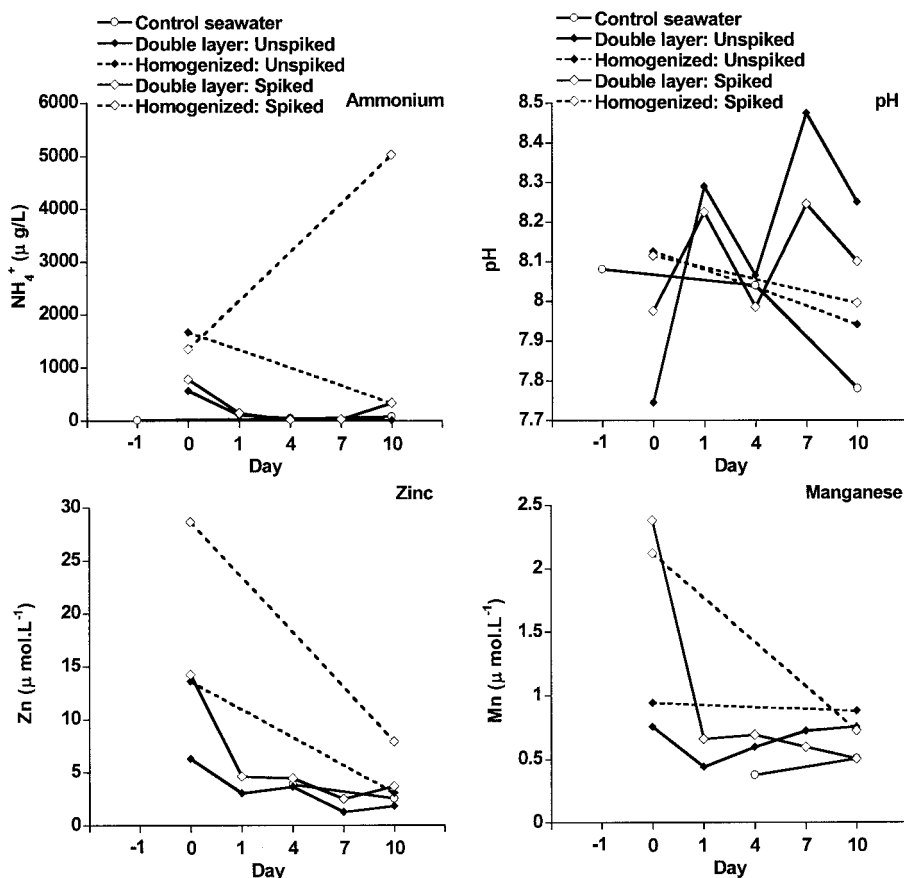 Control seawater
Double layer: Unspiked
Homogenized: Unspiked
Double layer: Spiked
Homogenized: Spiked
Ammonium
6000
5000
4000
3000
2000
1000
0
NH₄⁺ (μ g/L)
-1 0 1 4 7 10
Day
Control seawater
Double layer: Unspiked
Homogenized: Unspiked
Double layer: Spiked
Homogenized: Spiked
pH
8.5
8.4
8.3
8.2
8.1
8
7.9
7.8
7.7
pH
-1 0 1 4 7 10
Day
Zinc
30
25
20
15
10
5
0
Zn (μ mol.L⁻¹)
-1 0 1 4 7 10
Day
Manganese
2.5
2
1.5
1
0.5
0
Mn (μ mol.L⁻¹)
-1 0 1 4 7 10
Day